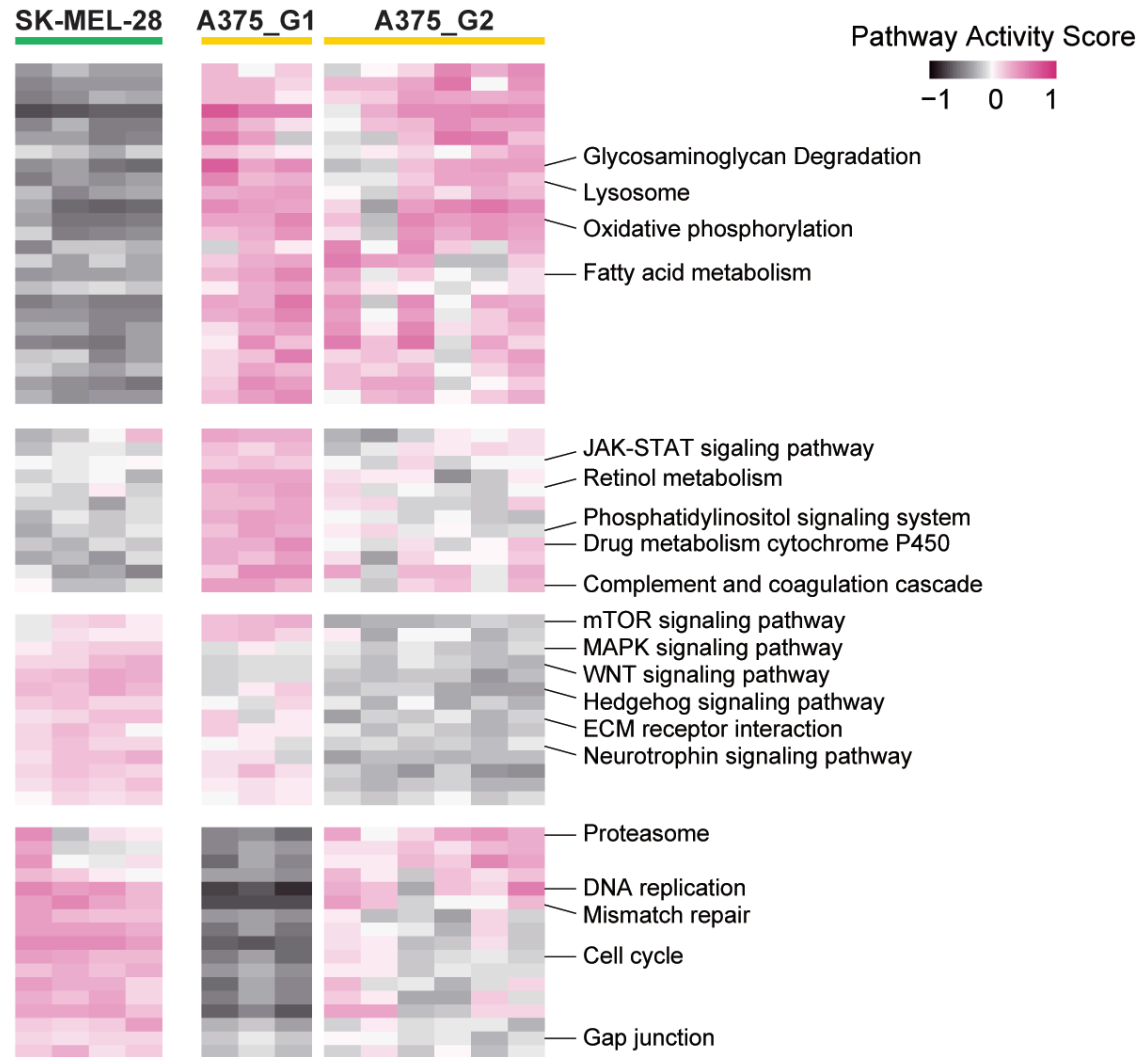 SK-MEL-28 A375_G1 A375_G2
Pathway Activity Score
−1 0 1
Glycosaminoglycan Degradation
Lysosome
Oxidative phosphorylation
Fatty acid metabolism
JAK-STAT sigaling pathway
Retinol metabolism
Phosphatidylinositol signaling system
Drug metabolism cytochrome P450
Complement and coagulation cascade
mTOR signaling pathway
MAPK signaling pathway
WNT signaling pathway
Hedgehog signaling pathway
ECM receptor interaction
Neurotrophin signaling pathway
Proteasome
DNA replication
Mismatch repair
Cell cycle
Gap junction